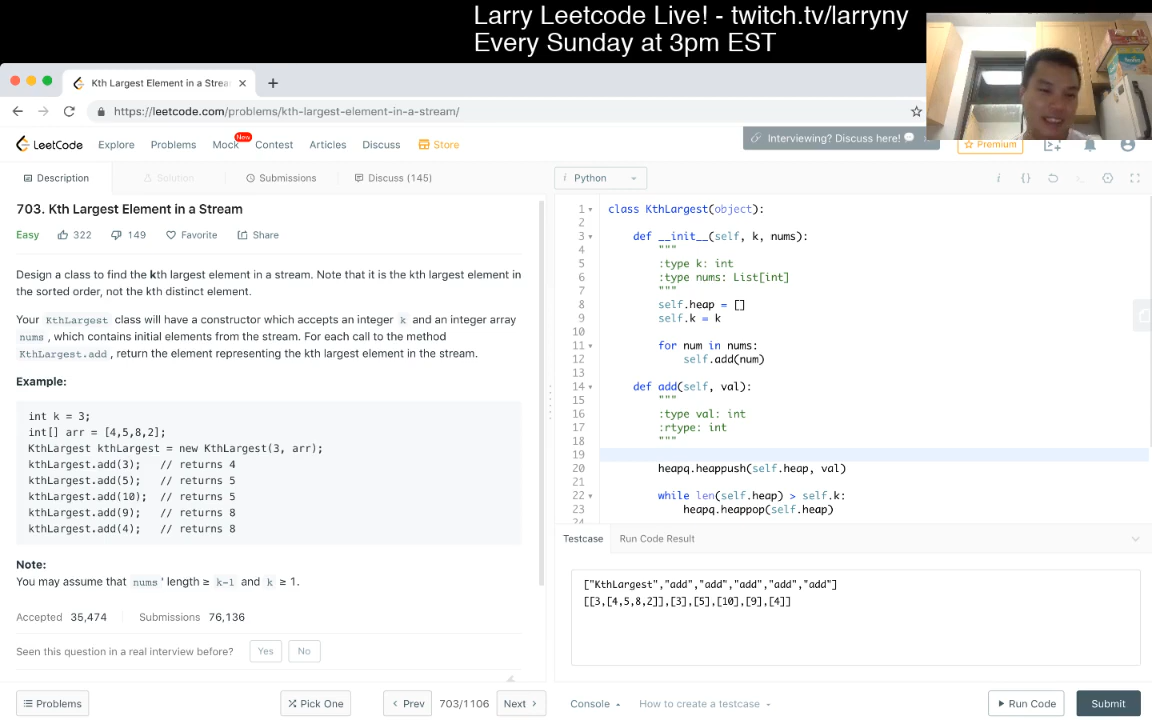 Larry Leetcode Live! - twitch.tv/larryny
Every Sunday at 3pm EST
Kth Largest Element in a Strea
https://leetcode.com/problems/kth-largest-element-in-a-stream/
LeetCode
Explore
Problems
Mock
New
Contest
Articles
Discuss
Store
Interviewing? Discuss here!
Premium
Description
Solution
Submissions
Discuss (145)
i Python
703. Kth Largest Element in a Stream
Easy
322
149
Favorite
Share
Design a class to find the kth largest element in a stream. Note that it is the kth largest element in
the sorted order, not the kth distinct element.
Your KthLargest class will have a constructor which accepts an integer k and an integer array
nums , which contains initial elements from the stream. For each call to the method
KthLargest.add , return the element representing the kth largest element in the stream.
Example:
int k = 3;
int[] arr = [4,5,8,2];
KthLargest kthLargest = new KthLargest(3, arr);
kthLargest.add(3);   // returns 4
kthLargest.add(5);   // returns 5
kthLargest.add(10);  // returns 5
kthLargest.add(9);   // returns 8
kthLargest.add(4);   // returns 8
Note:
You may assume that nums ' length ≥ k-1 and k ≥ 1.
Accepted 35,474
Submissions 76,136
Seen this question in a real interview before?
Yes
No
Problems
Pick One
Prev
703/1106
Next
1 class KthLargest(object):
2
3 def __init__(self, k, nums):
4 """
5 :type k: int
6 :type nums: List[int]
7 """
8 self.heap = []
9 self.k = k
10
11 for num in nums:
12 self.add(num)
13
14 def add(self, val):
15 """
16 :type val: int
17 :rtype: int
18 """
19
20 heapq.heappush(self.heap, val)
21
22 while len(self.heap) > self.k:
23 heapq.heappop(self.heap)
24
Testcase
Run Code Result
["KthLargest","add","add","add","add","add"]
[[3,[4,5,8,2]],[3],[5],[10],[9],[4]]
Console
How to create a testcase
Run Code
Submit